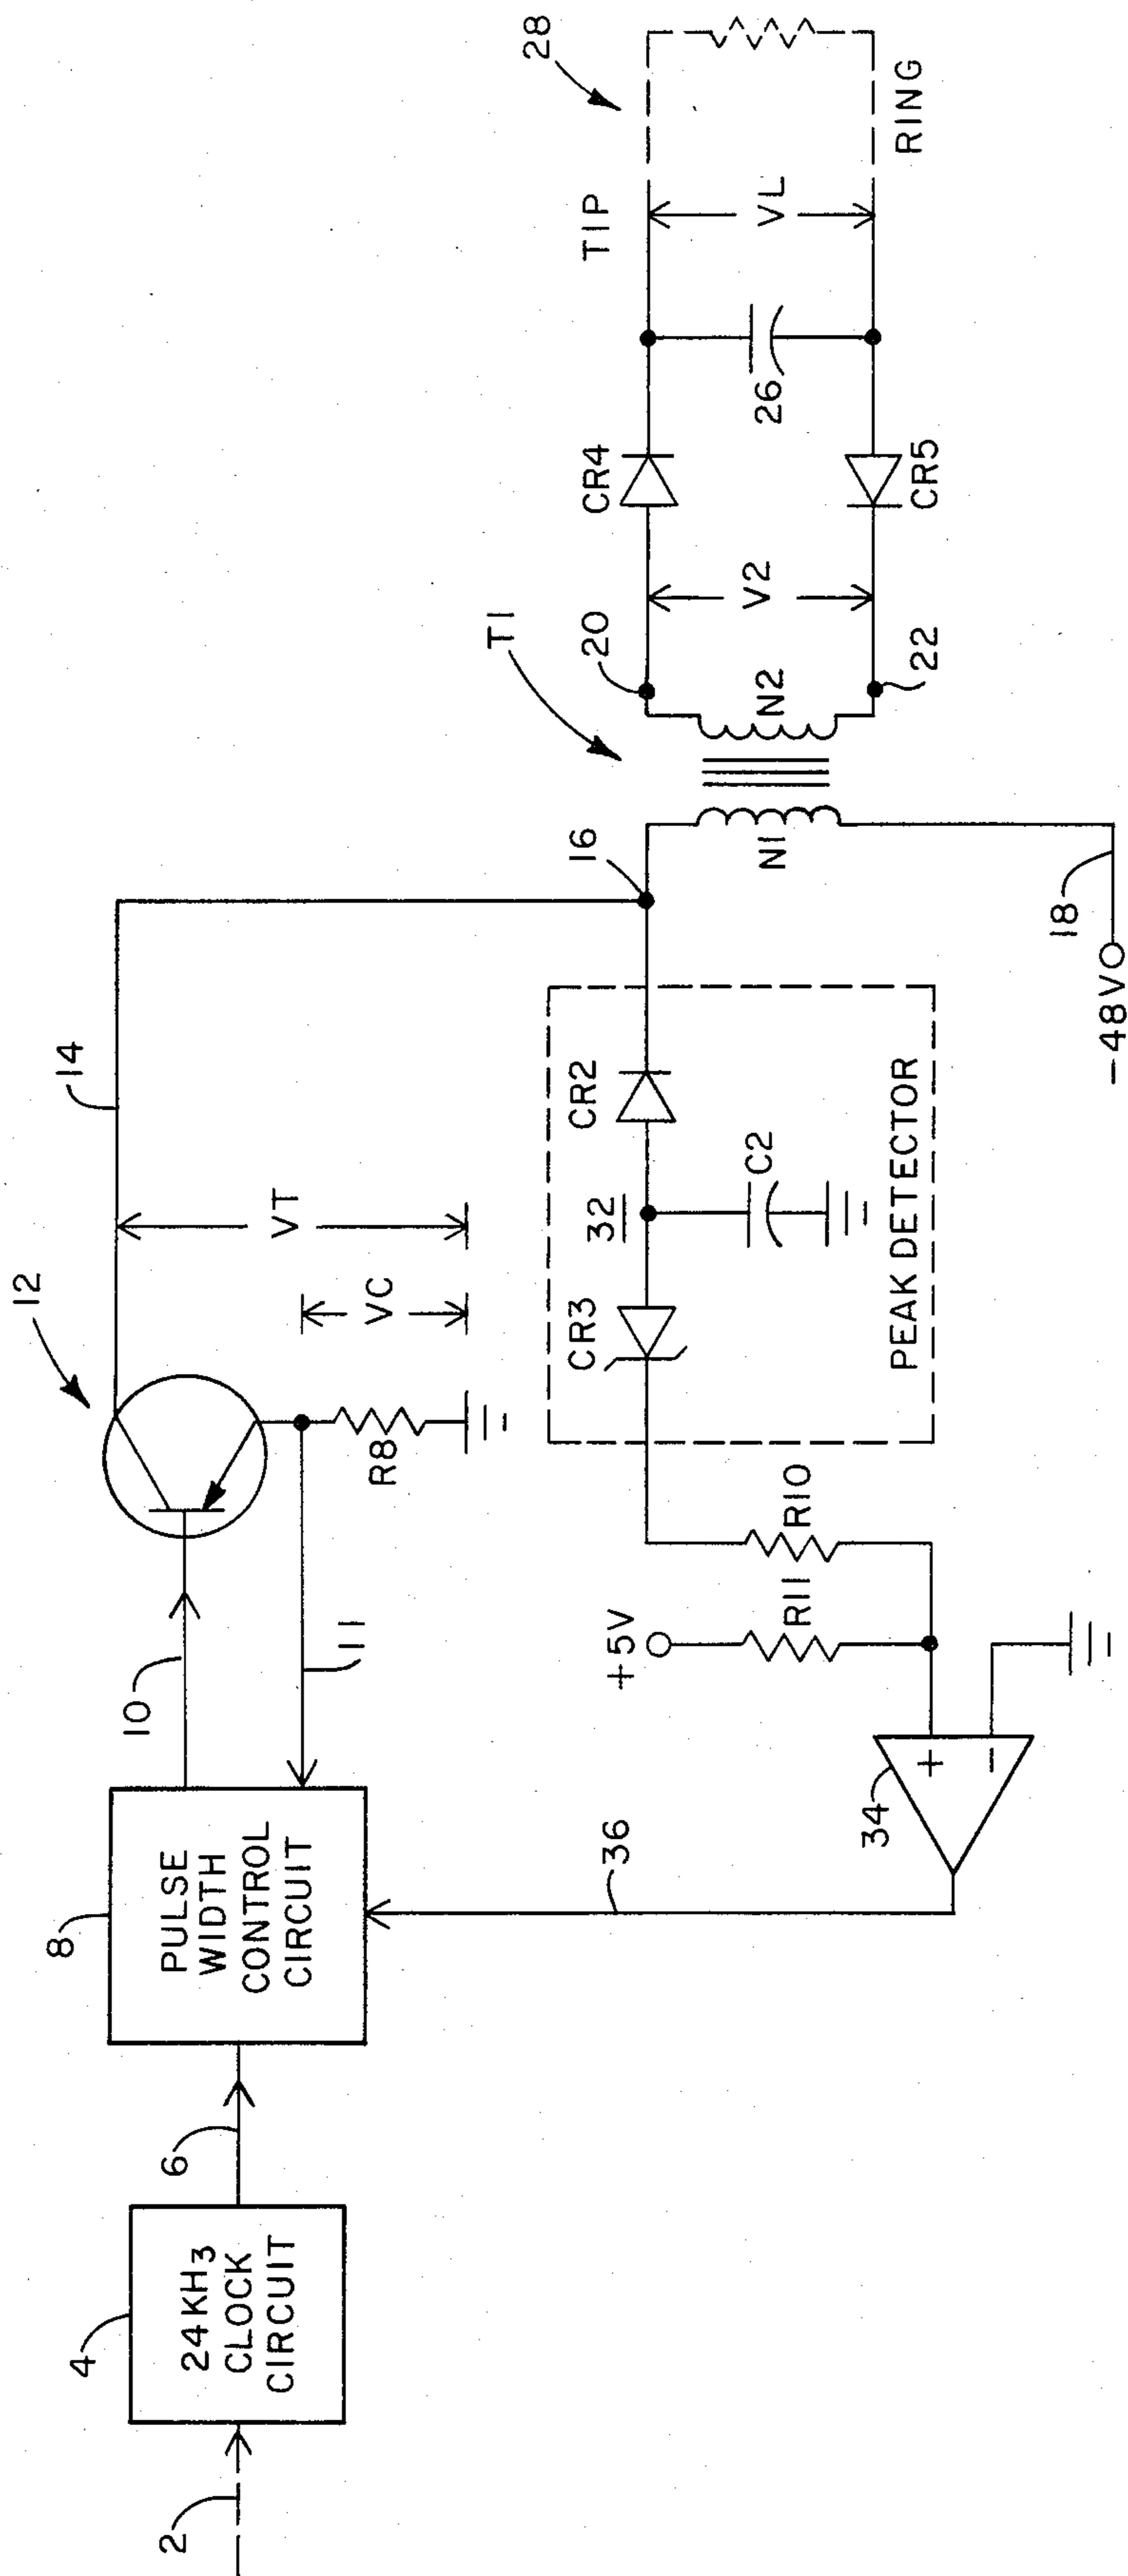 2
4
24KHz
CLOCK
CIRCUIT
6
8
PULSE
WIDTH
CONTROL
CIRCUIT
10
11
12
14
R8
VC
VT
36
34
+
−
+5V
R11
R10
CR3
32
CR2
C2
PEAK DETECTOR
16
N1
18
−48V
T1
N2
20
22
V2
CR4
CR5
26
TIP
VL
RING
28